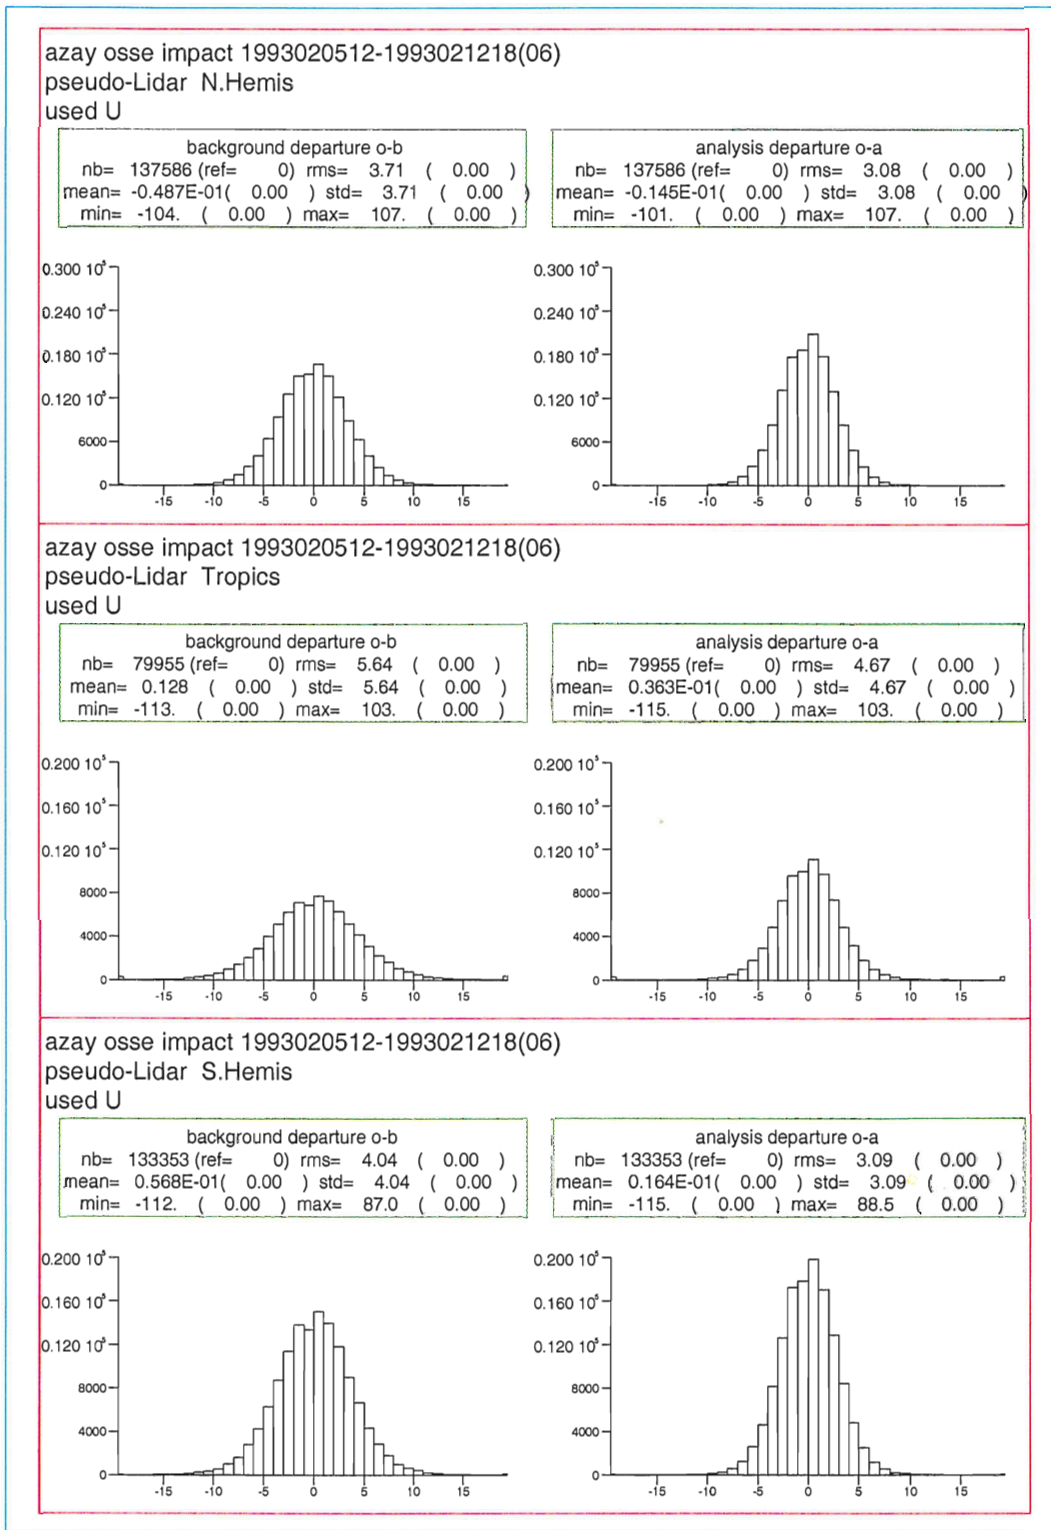 azay osse impact 1993020512-1993021218(06)
pseudo-Lidar N.Hemis
used U
background departure o-b
nb= 137586 (ref= 0) rms= 3.71 ( 0.00 )
mean= -0.487E-01( 0.00 ) std= 3.71 ( 0.00 )
min= -104. ( 0.00 ) max= 107. ( 0.00 )
analysis departure o-a
nb= 137586 (ref= 0) rms= 3.08 ( 0.00 )
mean= -0.145E-01( 0.00 ) std= 3.08 ( 0.00 )
min= -101. ( 0.00 ) max= 107. ( 0.00 )
0.300 10⁵
0.240 10⁵
0.180 10⁵
0.120 10⁵
6000
0
-15 -10 -5 0 5 10 15
0.300 10⁵
0.240 10⁵
0.180 10⁵
0.120 10⁵
6000
0
-15 -10 -5 0 5 10 15
azay osse impact 1993020512-1993021218(06)
pseudo-Lidar Tropics
used U
background departure o-b
nb= 79955 (ref= 0) rms= 5.64 ( 0.00 )
mean= 0.128 ( 0.00 ) std= 5.64 ( 0.00 )
min= -113. ( 0.00 ) max= 103. ( 0.00 )
analysis departure o-a
nb= 79955 (ref= 0) rms= 4.67 ( 0.00 )
mean= 0.363E-01( 0.00 ) std= 4.67 ( 0.00 )
min= -115. ( 0.00 ) max= 103. ( 0.00 )
0.200 10⁵
0.160 10⁵
0.120 10⁵
8000
4000
0
-15 -10 -5 0 5 10 15
0.200 10⁵
0.160 10⁵
0.120 10⁵
8000
4000
0
-15 -10 -5 0 5 10 15
azay osse impact 1993020512-1993021218(06)
pseudo-Lidar S.Hemis
used U
background departure o-b
nb= 133353 (ref= 0) rms= 4.04 ( 0.00 )
mean= 0.568E-01( 0.00 ) std= 4.04 ( 0.00 )
min= -112. ( 0.00 ) max= 87.0 ( 0.00 )
analysis departure o-a
nb= 133353 (ref= 0) rms= 3.09 ( 0.00 )
mean= 0.164E-01( 0.00 ) std= 3.09 ( 0.00 )
min= -115. ( 0.00 ) max= 88.5 ( 0.00 )
0.200 10⁵
0.160 10⁵
0.120 10⁵
8000
4000
0
-15 -10 -5 0 5 10 15
0.200 10⁵
0.160 10⁵
0.120 10⁵
8000
4000
0
-15 -10 -5 0 5 10 15